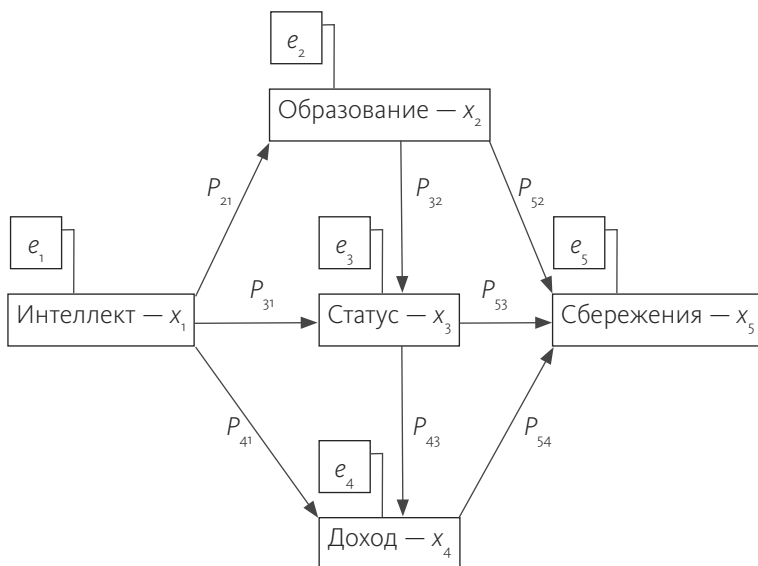 e₂
Образование — x₂
P₂₁
P₃₂
P₅₂
e₁
e₃
e₅
P₃₁
P₅₃
Интеллект — x₁
Статус — x₃
Сбережения — x₅
P₄₁
P₄₃
P₅₄
e₄
Доход — x₄